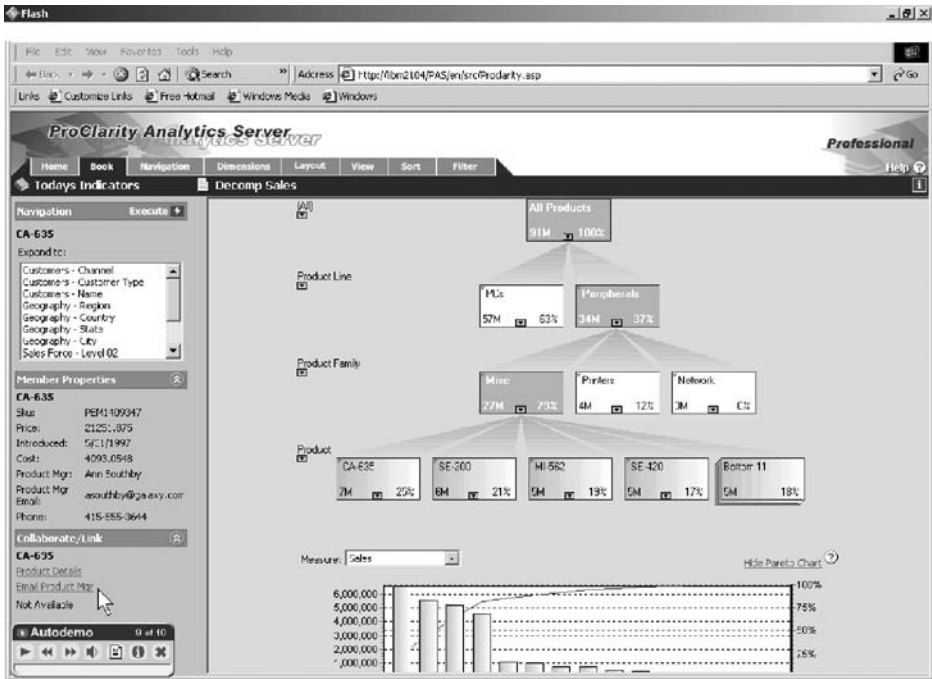 Flash
File Edit View Favorites Tools Help
Back Search Address http://ibm2104/PAS/en/src/Proclarity.asp Go
Links Customize Links Free Hotmail Windows Media Windows
ProClarity Analytics Server
Professional
Home Book Navigation Dimensions Layout View Sort Filter Help
Todays Indicators Decomp Sales
Navigation Execute
CA-635
Expand to:
Customers - Channel
Customers - Customer Type
Customers - Name
Geography - Region
Geography - Country
Geography - State
Geography - City
Sales Force - Level 02
Member Properties
CA-635
Sku: PEM1409347
Price: 21251.875
Introduced:
Cost: 4093.0548
Product Mgr: Ann Southby
Product Mgr Email: asouthby@galaxy.com
Phone: 415-555-3644
Collaborate/Link
CA-635
Product Details
Email Product Mgr
Not Available
Autodemo 9 of 10
(All)
All Products
91M 100%
Product Line
PCs
57M 63%
Peripherals
34M 37%
Product Family
Misc
27M 79%
Printers
4M 12%
Network
Product
CA-635
7M 25%
SE-200
6M 21%
MI-562
5M 19%
SE-420
5M 17%
Bottom 11
5M 18%
Measure: Sales
Hide Pareto Chart
6,000,000
5,000,000
4,000,000
3,000,000
2,000,000
1,000,000
100%
75%
50%
25%